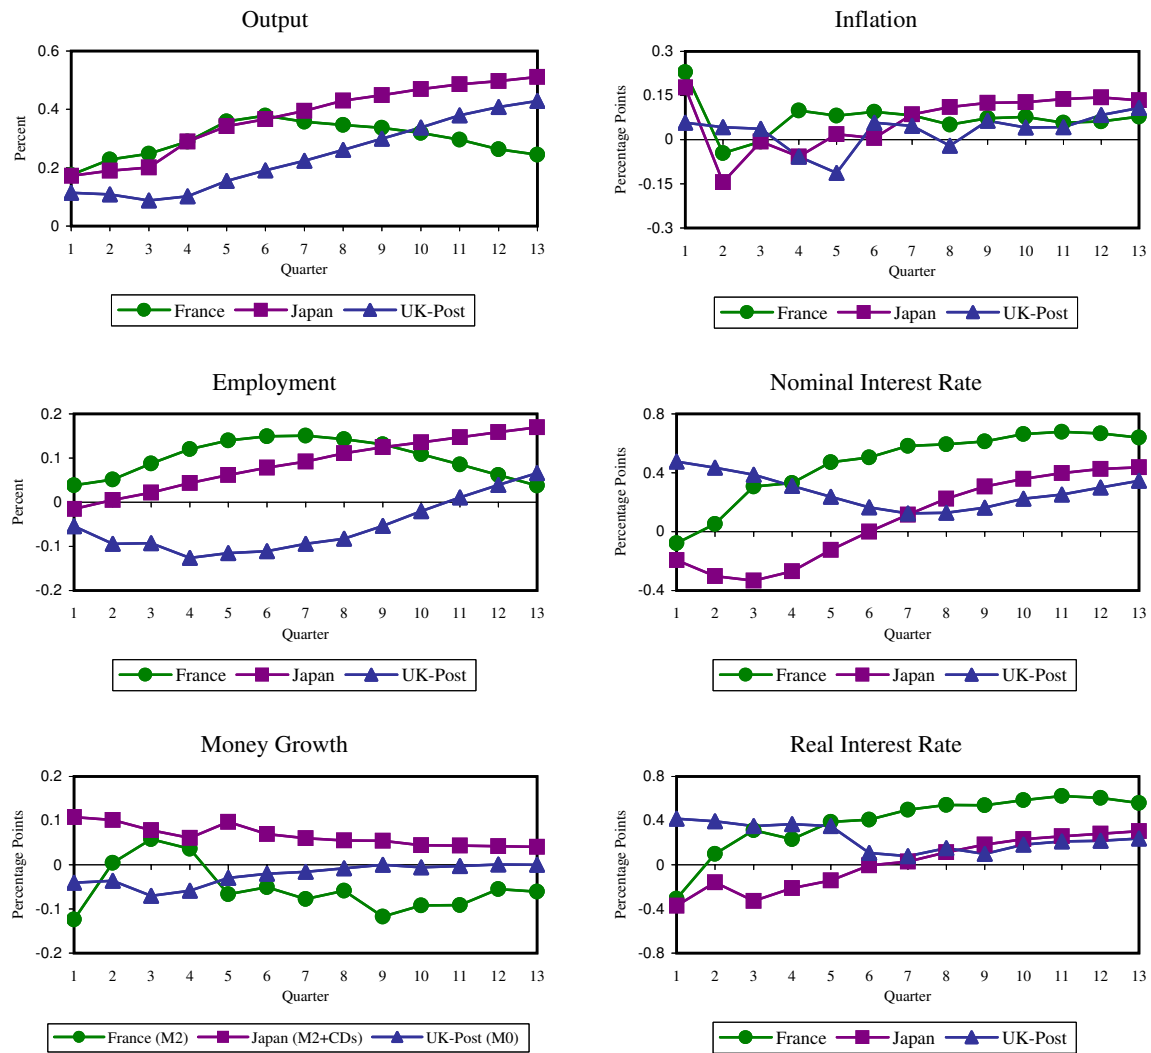 Output
0.6
0.4
0.2
0
Percent
1 2 3 4 5 6 7 8 9 10 11 12 13
Quarter
France Japan UK-Post
Inflation
0.3
0.15
0
-0.15
-0.3
Percentage Points
1 2 3 4 5 6 7 8 9 10 11 12 13
Quarter
France Japan UK-Post
Employment
0.2
0.1
0
-0.1
-0.2
Percent
1 2 3 4 5 6 7 8 9 10 11 12 13
Quarter
France Japan UK-Post
Nominal Interest Rate
0.8
0.4
0
-0.4
Percentage Points
1 2 3 4 5 6 7 8 9 10 11 12 13
Quarter
France Japan UK-Post
Money Growth
0.2
0.1
0
-0.1
-0.2
Percentage Points
1 2 3 4 5 6 7 8 9 10 11 12 13
Quarter
France (M2) Japan (M2+CDs) UK-Post (M0)
Real Interest Rate
0.8
0.4
0
-0.4
-0.8
Percentage Points
1 2 3 4 5 6 7 8 9 10 11 12 13
Quarter
France Japan UK-Post